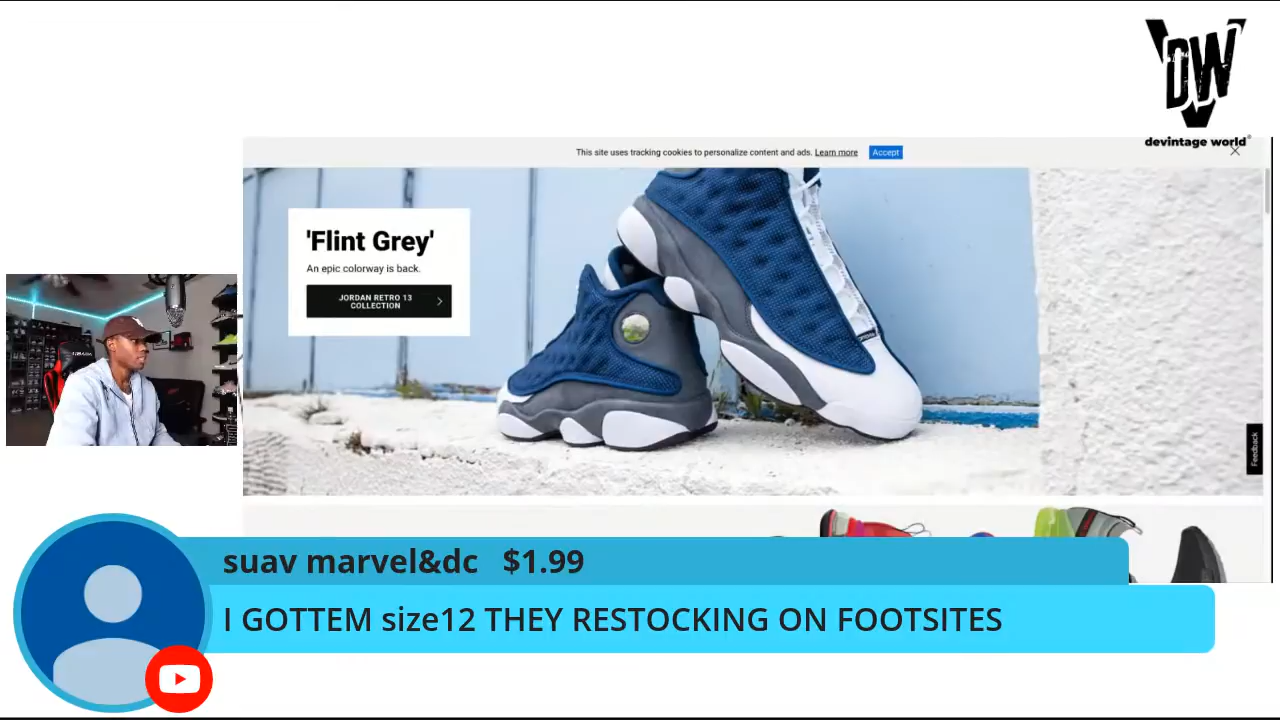 DW
devintage world®
This site uses tracking cookies to personalize content and ads. Learn more Accept
'Flint Grey'
An epic colorway is back.
JORDAN RETRO 13
COLLECTION
Feedback
suav marvel&dc $1.99
I GOTTEM size12 THEY RESTOCKING ON FOOTSITES